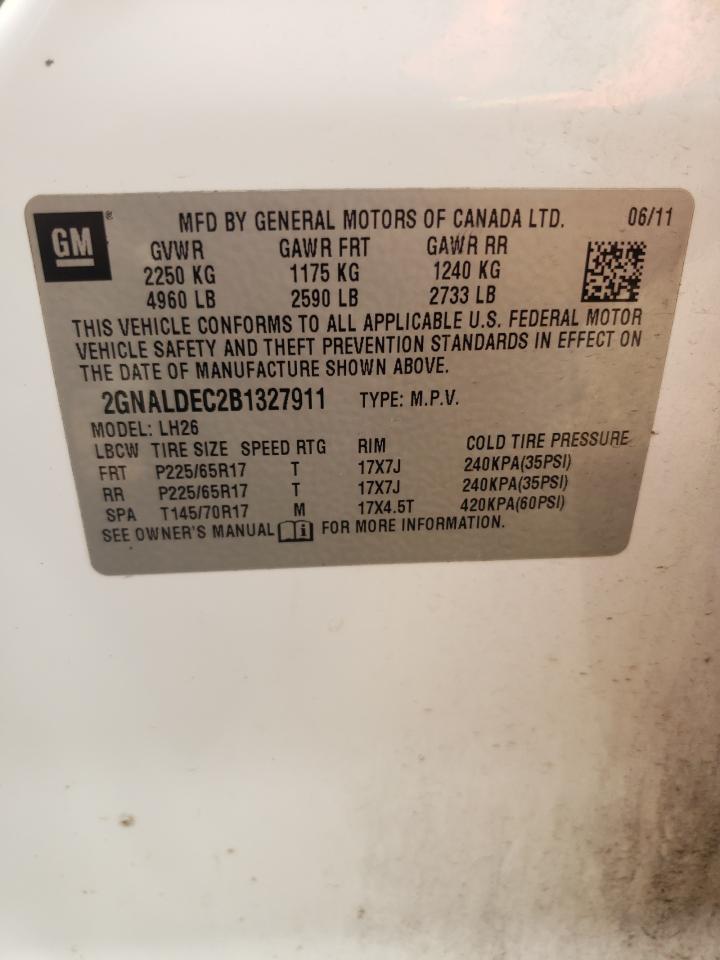 GM ® MFD BY GENERAL MOTORS OF CANADA LTD. 06/11
GVWR GAWR FRT GAWR RR
2250 KG 1175 KG 1240 KG
4960 LB 2590 LB 2733 LB
THIS VEHICLE CONFORMS TO ALL APPLICABLE U.S. FEDERAL MOTOR
VEHICLE SAFETY AND THEFT PREVENTION STANDARDS IN EFFECT ON
THE DATE OF MANUFACTURE SHOWN ABOVE.
2GNALDEC2B1327911 TYPE: M.P.V.
MODEL: LH26
LBCW TIRE SIZE SPEED RTG RIM COLD TIRE PRESSURE
FRT P225/65R17 T 17X7J 240KPA(35PSI)
RR P225/65R17 T 17X7J 240KPA(35PSI)
SPA T145/70R17 M 17X4.5T 420KPA(60PSI)
SEE OWNER'S MANUAL FOR MORE INFORMATION.